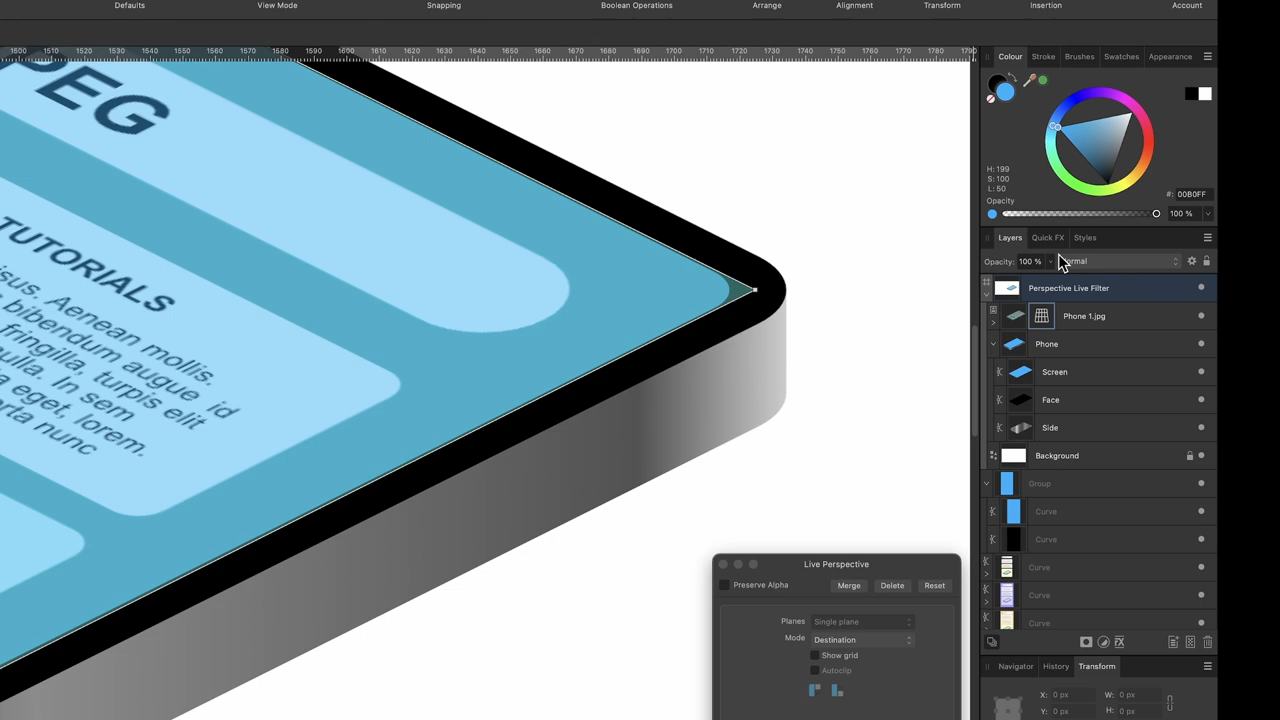 Defaults View Mode Snapping Boolean Operations Arrange Alignment Transform Insertion Account
1500 1510 1520 1530 1540 1550 1560 1570 1580 1590 1600 1610 1620 1630 1640 1650 1660 1670 1680 1690 1700 1710 1720 1730 1740 1750 1760 1770 1780 1790
Colour Stroke Brushes Swatches Appearance
H: 199
S: 100
L: 50
#: 00B0FF
Opacity
100 %
Layers Quick FX Styles
Opacity: 100 % Normal
Perspective Live Filter
Phone 1.jpg
Phone
Screen
Face
Side
Background
Group
Curve
Curve
Curve
Curve
Curve
Navigator History Transform
X: 0 px W: 0 px
Y: 0 px H: 0 px
PEG
TUTORIALS
risus. Aenean mollis.
bibendum augue id
fringilla, turpis elit
nulla. In sem
eget, lorem.
porta nunc
Live Perspective
Preserve Alpha Merge Delete Reset
Planes Single plane
Mode Destination
Show grid
Autoclip